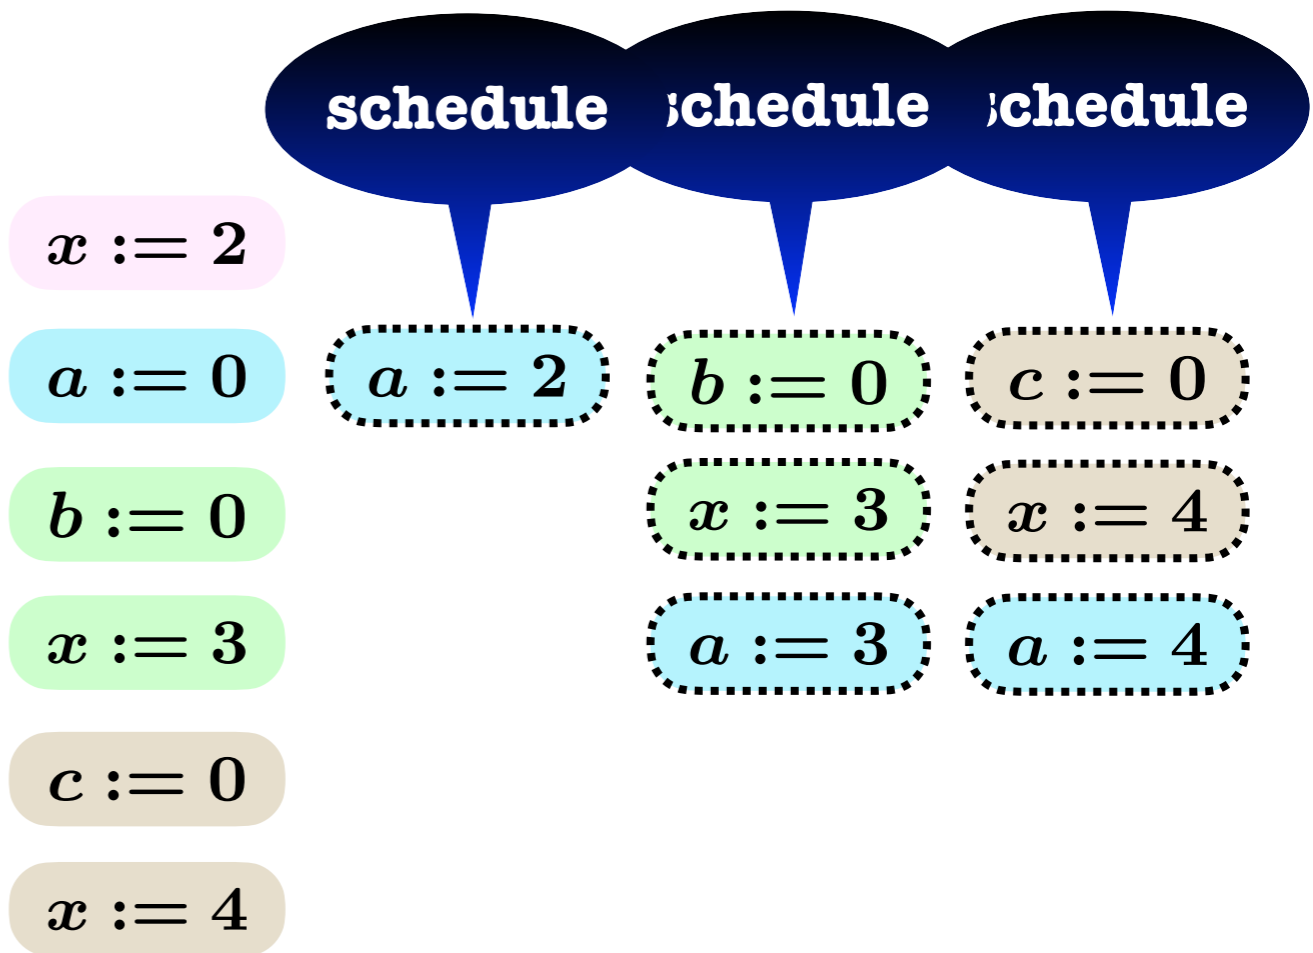 schedule schedule schedule
x := 2
a := 0 a := 2 b := 0 c := 0
b := 0 x := 3 x := 4
x := 3 a := 3 a := 4
c := 0
x := 4